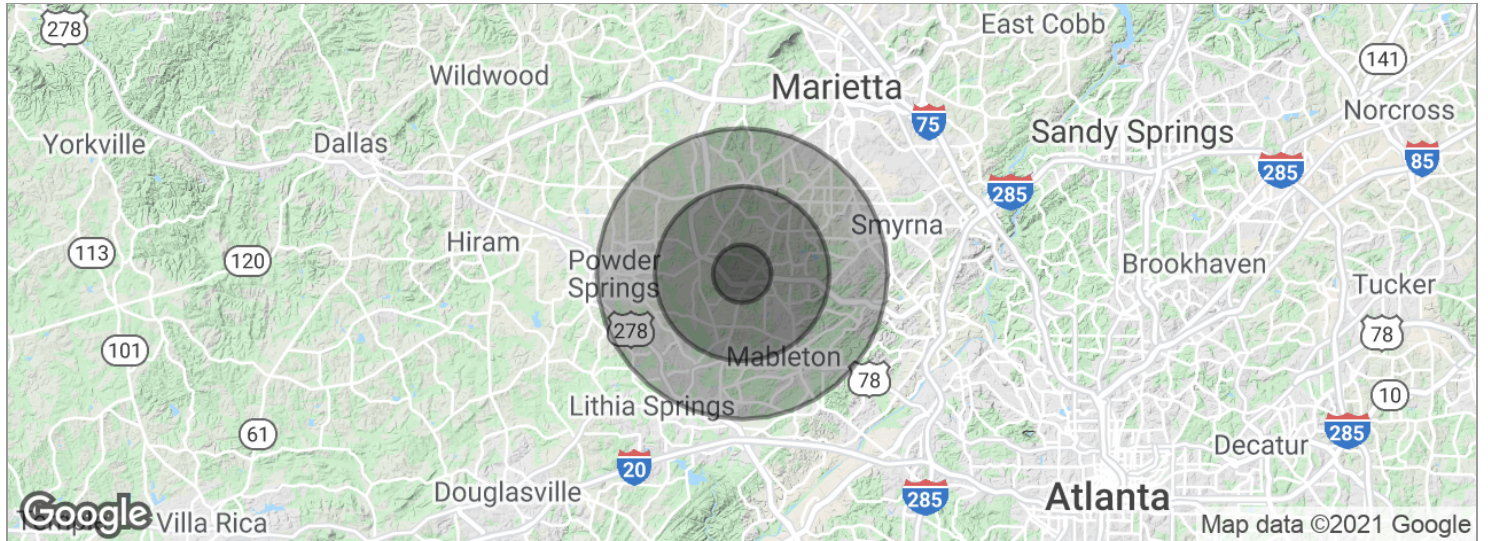 278
East Cobb
141
Wildwood
Marietta
Norcross
75
Yorkville
Dallas
Sandy Springs
85
285
285
Smyrna
Hiram
113
120
Powder
Springs
Brookhaven
Tucker
278
78
101
Mableton
78
Lithia Springs
10
61
285
Decatur
20
Douglasville
285
Atlanta
Google
Temple
Villa Rica
Map data ©2021 Google